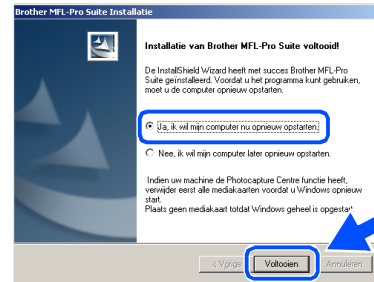 Brother MFL-Pro Suite Installatie
Installatie van Brother MFL-Pro Suite voltooid!
De InstallShield Wizard heeft met succes Brother MFL-Pro
Suite geïnstalleerd. Voordat u het programma kunt gebruiken,
moet u de computer opnieuw opstarten.
Ja, ik wil mijn computer nu opnieuw opstarten.
Nee, ik wil mijn computer later opnieuw opstarten.
Indien uw machine de Photocapture Centre functie heeft,
verwijder eerst alle mediakaarten voordat u Windows opnieuw
start.
Plaats geen mediakaart totdat Windows geheel is opgestart.
< Vorige Voltooien Annuleren